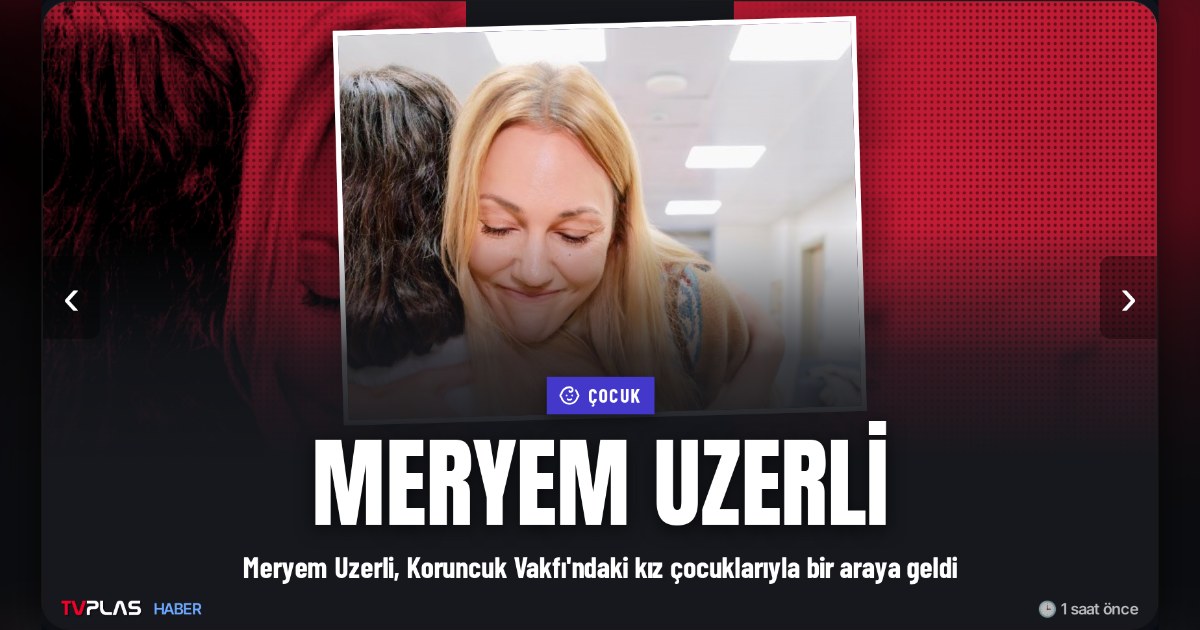 ÇOCUK
MERYEM UZERLİ
Meryem Uzerli, Koruncuk Vakfı'ndaki kız çocuklarıyla bir araya geldi
TVPLAS HABER
1 saat önce